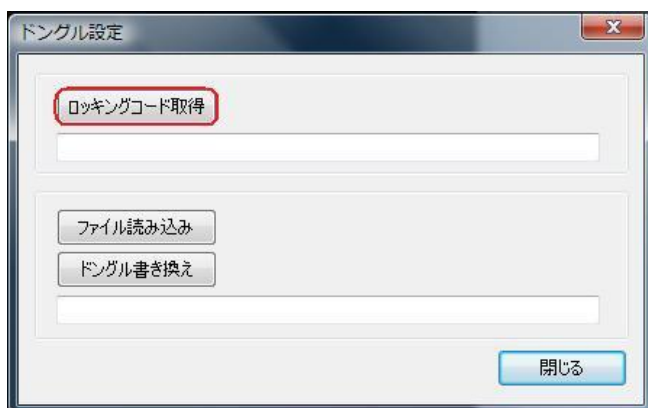 ドングル設定
ロッキングコード取得
ファイル読み込み
ドングル書き換え
閉じる